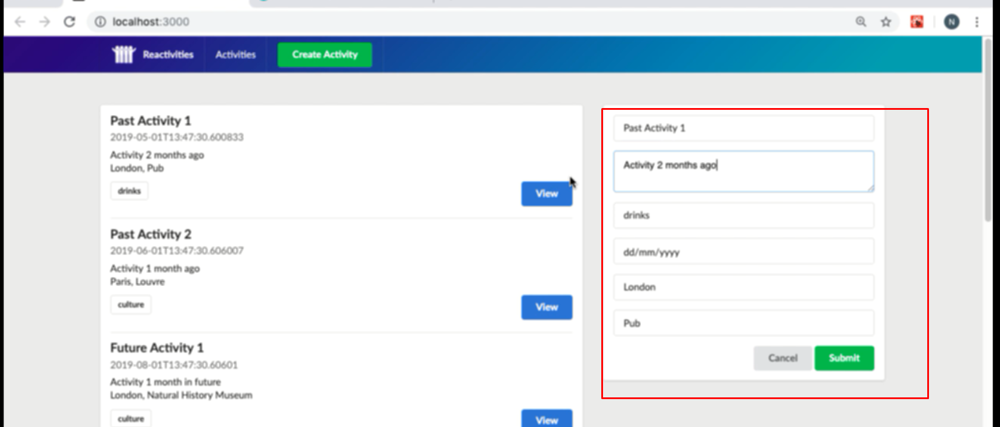 localhost:3000
N
Reactivities
Activities
Create Activity
Past Activity 1
2019-05-01T13:47:30.600833
Activity 2 months ago
London, Pub
drinks
View
Past Activity 2
2019-06-01T13:47:30.606007
Activity 1 month ago
Paris, Louvre
culture
View
Future Activity 1
2019-08-01T13:47:30.60601
Activity 1 month in future
London, Natural History Museum
culture
View
Past Activity 1
Activity 2 months ago
drinks
dd/mm/yyyy
London
Pub
Cancel
Submit